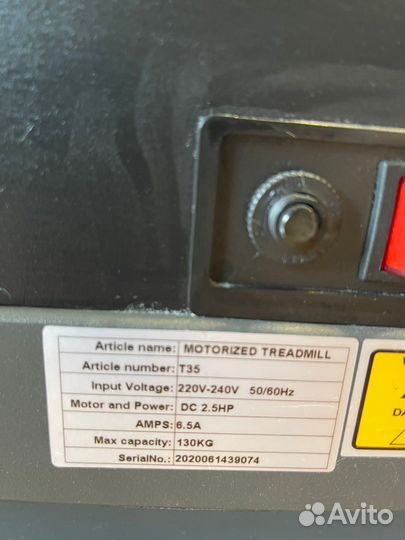 Article name: MOTORIZED TREADMILL
Article number: T35
Input Voltage: 220V-240V 50/60Hz
Motor and Power: DC 2.5HP
AMPS: 6.5A
Max capacity: 130KG
SerialNo.: 2020061439074
DA
Avito